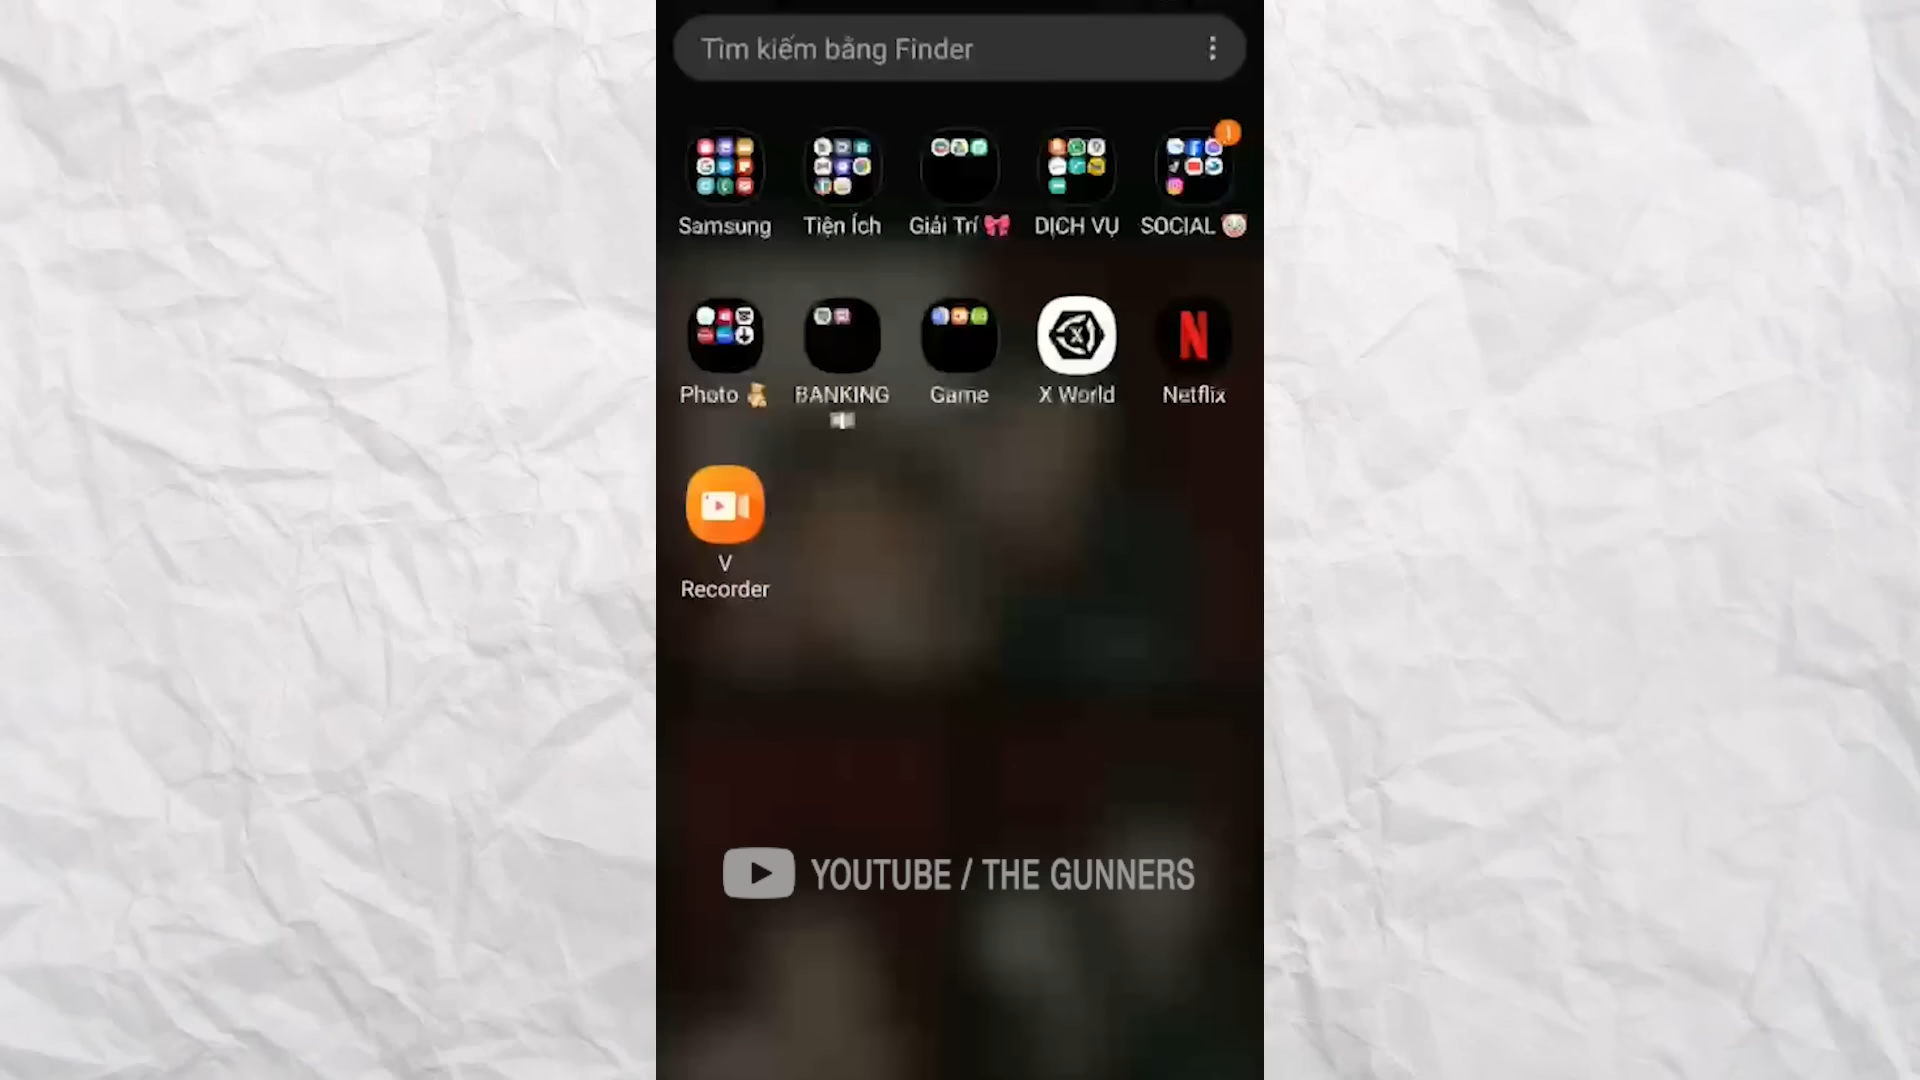 Tìm kiếm bằng Finder
Samsung
Tiện Ích
Giải Trí 🎀
DỊCH VỤ
SOCIAL 🤡
Photo 🧸
BANKING
Game
X World
Netflix
V
Recorder
YOUTUBE / THE GUNNERS